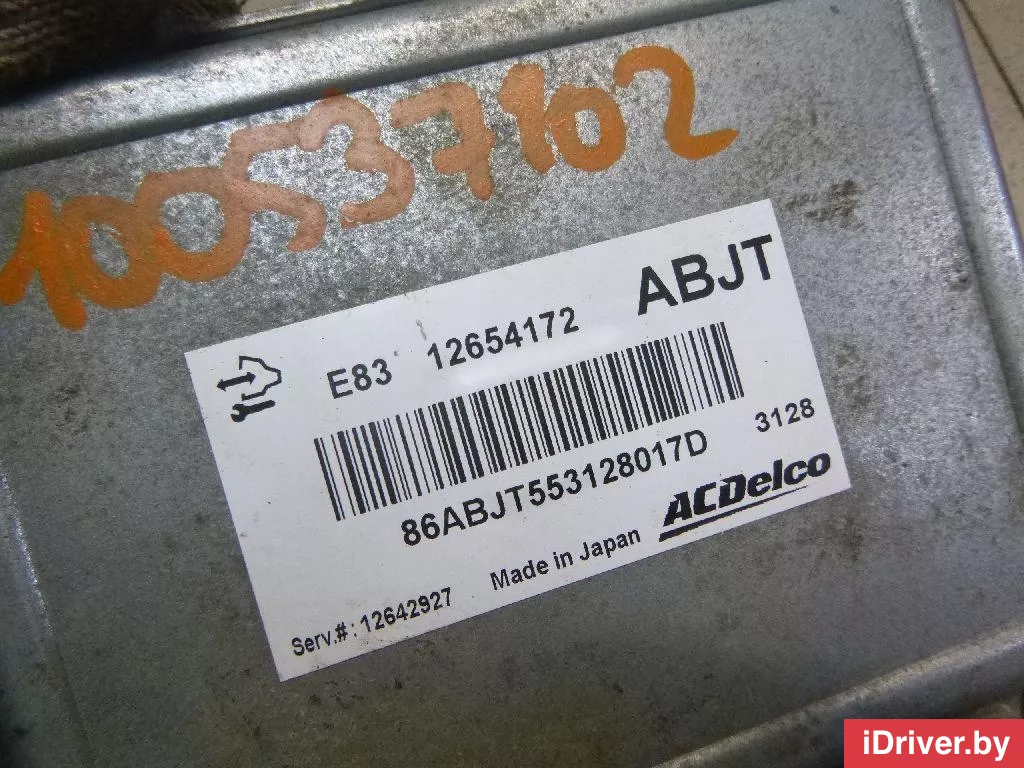 100537102
ABJT
E83 12654172
86ABJT553128017D 3128
ACDelco
Made in Japan
Serv.#: 12642927
iDriver.by